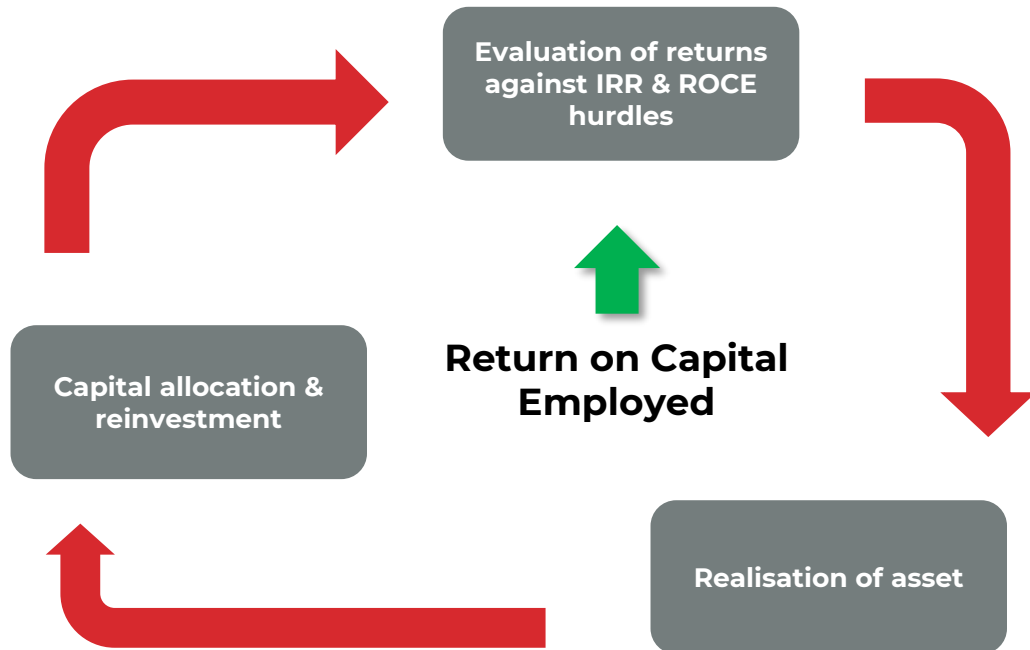 Evaluation of returns
against IRR & ROCE
hurdles
Return on Capital
Employed
Capital allocation &
reinvestment
Realisation of asset